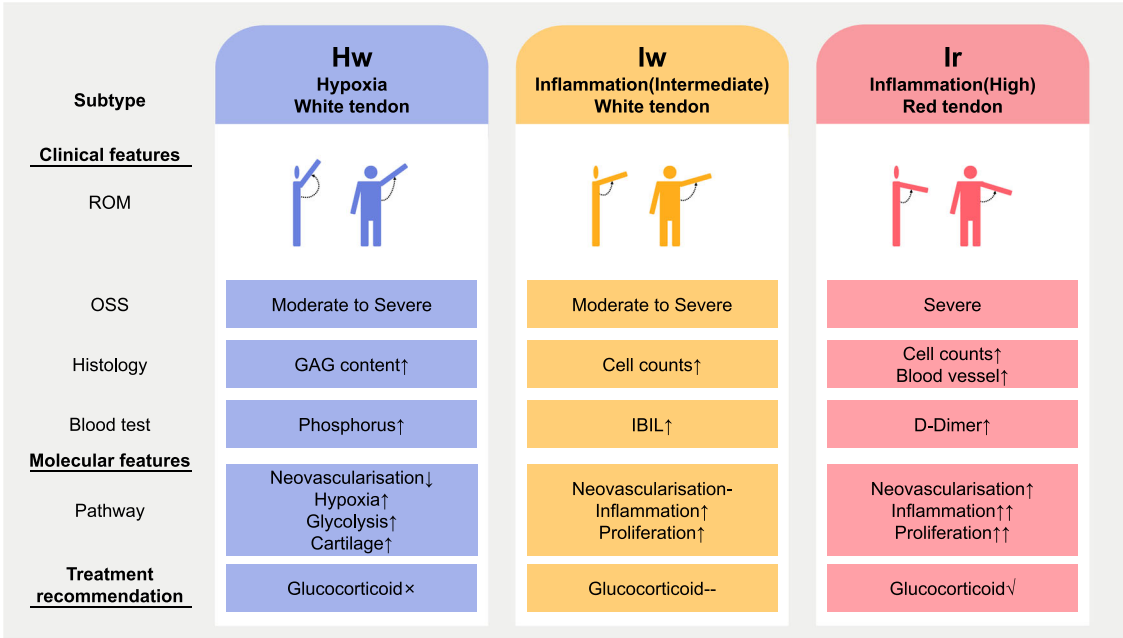 Subtype
Hw
Hypoxia
White tendon
Iw
Inflammation(Intermediate)
White tendon
Ir
Inflammation(High)
Red tendon
Clinical features
ROM
OSS
Moderate to Severe
Moderate to Severe
Severe
Histology
GAG content↑
Cell counts↑
Cell counts↑
Blood vessel↑
Blood test
Phosphorus↑
IBIL↑
D-Dimer↑
Molecular features
Pathway
Neovascularisation↓
Hypoxia↑
Glycolysis↑
Cartilage↑
Neovascularisation-
Inflammation↑
Proliferation↑
Neovascularisation↑
Inflammation↑↑
Proliferation↑↑
Treatment
recommendation
Glucocorticoid×
Glucocorticoid--
Glucocorticoid√